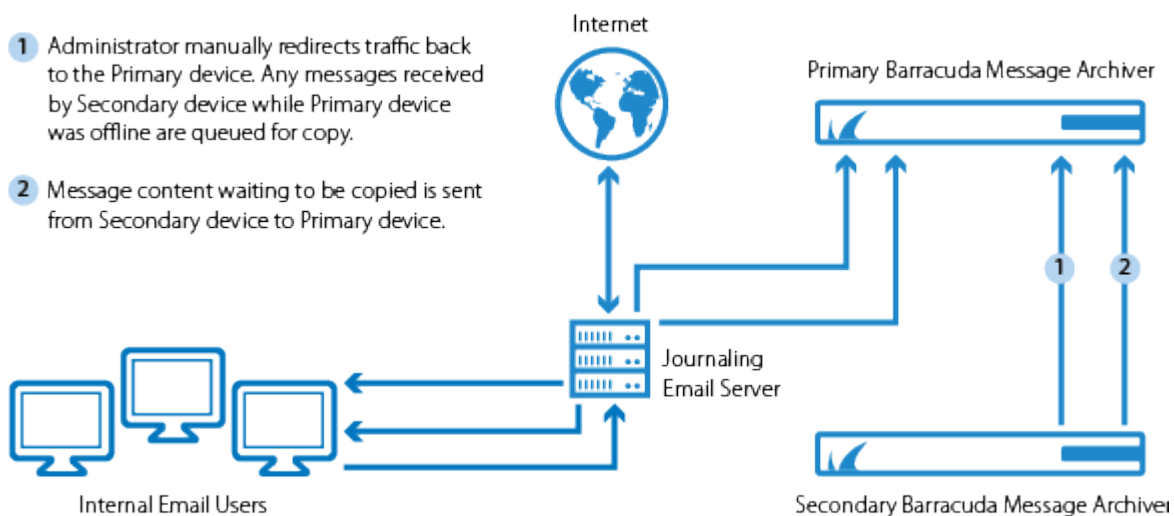 Internet
1 Administrator manually redirects traffic back
to the Primary device. Any messages received
by Secondary device while Primary device
was offline are queued for copy.
2 Message content waiting to be copied is sent
from Secondary device to Primary device.
Primary Barracuda Message Archiver
1
2
Journaling
Email Server
Internal Email Users
Secondary Barracuda Message Archiver